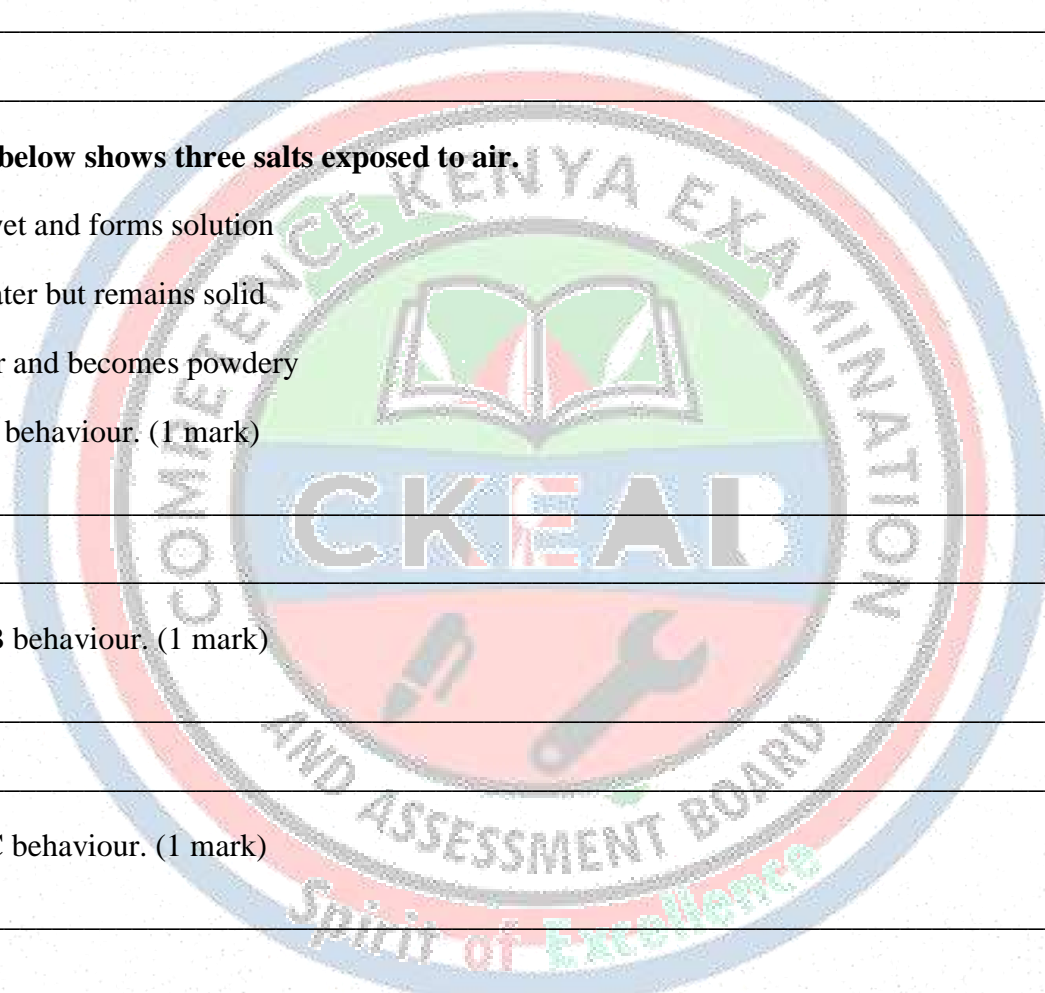 below shows three salts exposed to air.
et and forms solution
ater but remains solid
r and becomes powdery
behaviour. (1 mark)
behaviour. (1 mark)
behaviour. (1 mark)
COMPETENCE KENYA EXAMINATION
CKEAB
AND ASSESSMENT BOARD
Spirit of Excellence